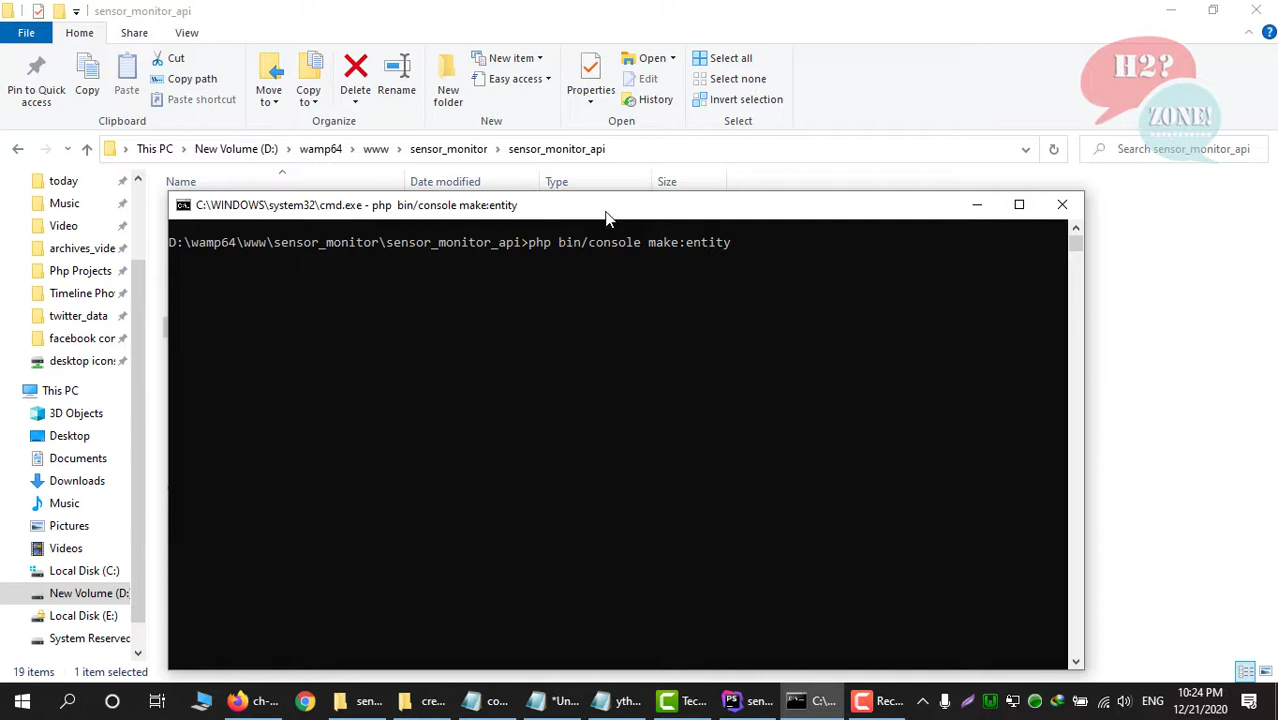 sensor_monitor_api
File
Home
Share
View
Pin to Quick access
Copy
Paste
Cut
Copy path
Paste shortcut
Clipboard
Move to
Copy to
Delete
Rename
Organize
New folder
New item
Easy access
New
Properties
Open
Edit
History
Open
Select all
Select none
Invert selection
Select
H2?
ZONE!
This PC
New Volume (D:)
wamp64
www
sensor_monitor
sensor_monitor_api
Search sensor_monitor_api
Name
Date modified
Type
Size
today
Music
Video
archives_vide
Php Projects
Timeline Pho
twitter_data
facebook cor
desktop icons
This PC
3D Objects
Desktop
Documents
Downloads
Music
Pictures
Videos
Local Disk (C:)
New Volume (D:
Local Disk (E:)
System Reserved
C:\WINDOWS\system32\cmd.exe - php  bin/console make:entity
D:\wamp64\www\sensor_monitor\sensor_monitor_api>php bin/console make:entity
19 items
1 item selected
ch-...
sen...
cre...
co...
*Un...
yth...
Tec...
sen...
C:\...
Rec...
ENG
10:24 PM
12/21/2020